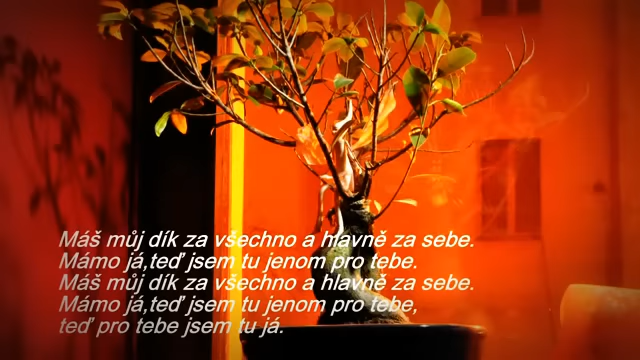 Máš můj dík za všechno a hlavně za sebe.
Mámo já,teď jsem tu jenom pro tebe.
Máš můj dík za všechno a hlavně za sebe.
Mámo já,teď jsem tu jenom pro tebe,
teď pro tebe jsem tu já.